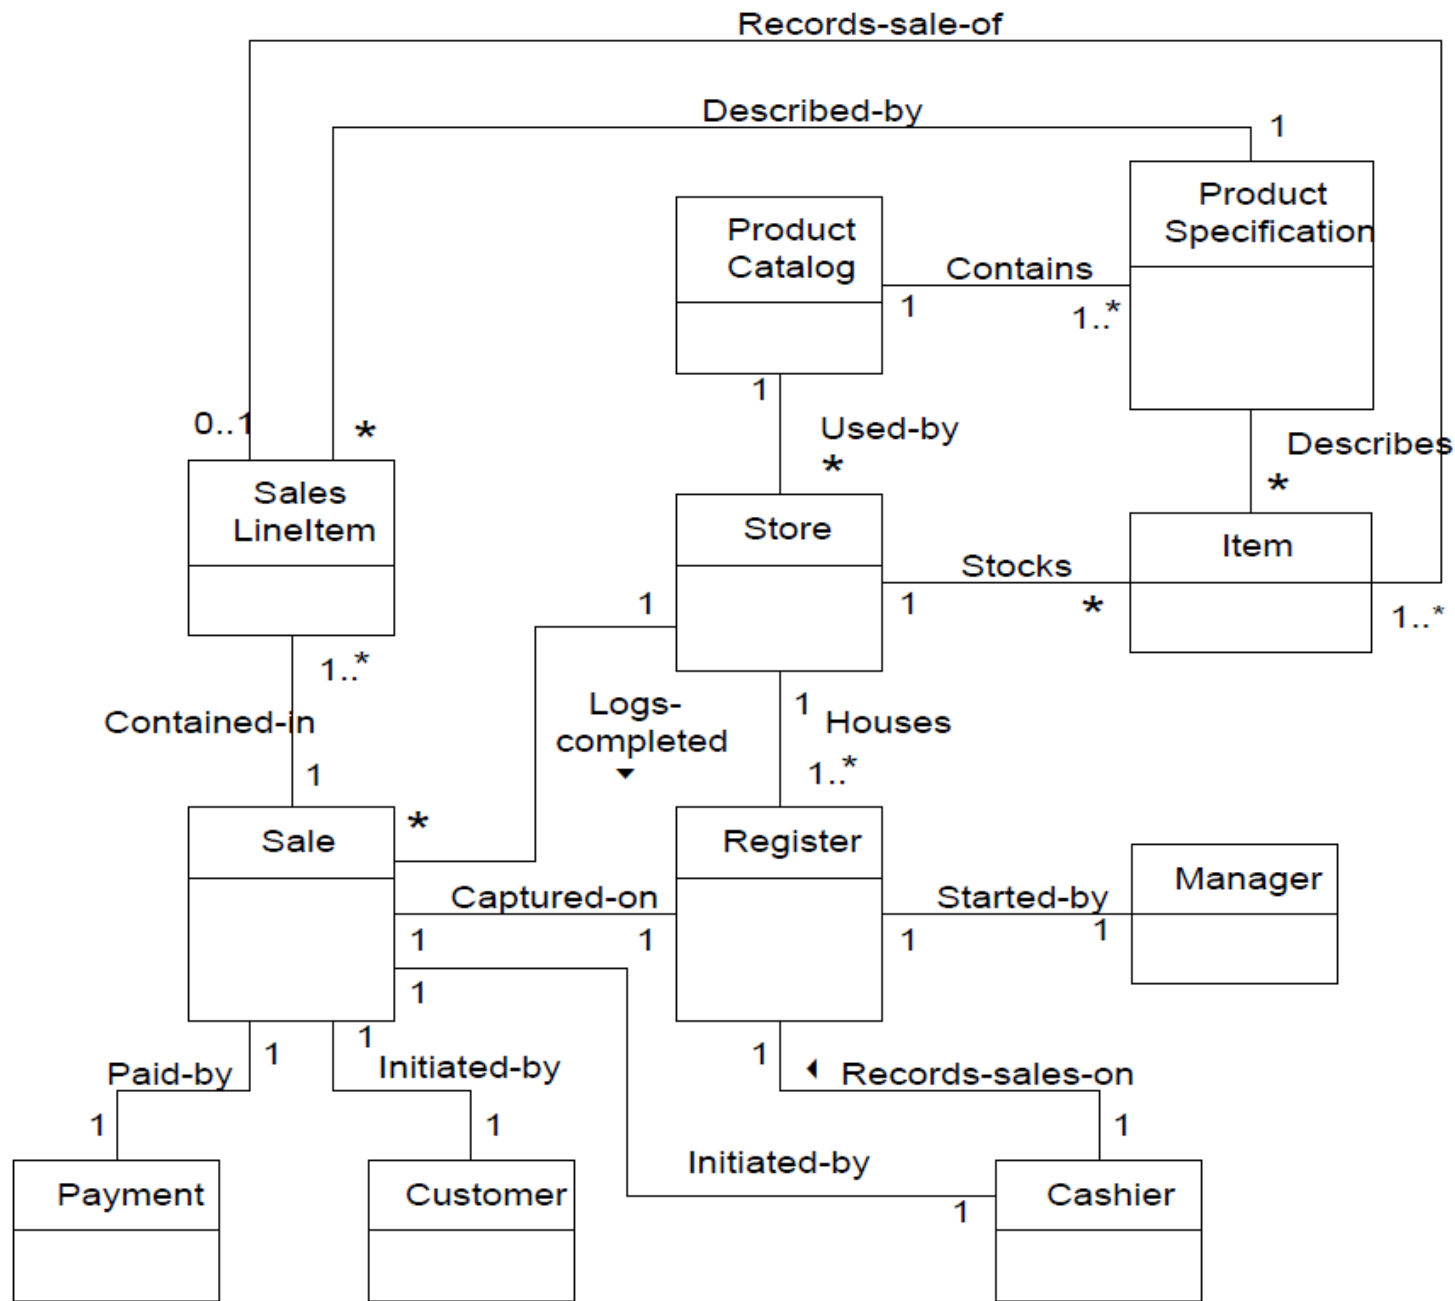 Records-sale-of
Described-by
1
Product
Specification
Product
Catalog
Contains
1
1..*
1
0..1
*
Used-by
*
Describes
*
Sales
LineItem
Store
Item
Stocks
1
1
*
1..*
1..*
Contained-in
1
Logs-
completed
1
Houses
1..*
Sale
*
Register
Manager
Captured-on
1
1
Started-by
1
1
1
1
1
1
Paid-by
Initiated-by
Records-sales-on
1
1
1
1
Initiated-by
1
Payment
Customer
Cashier